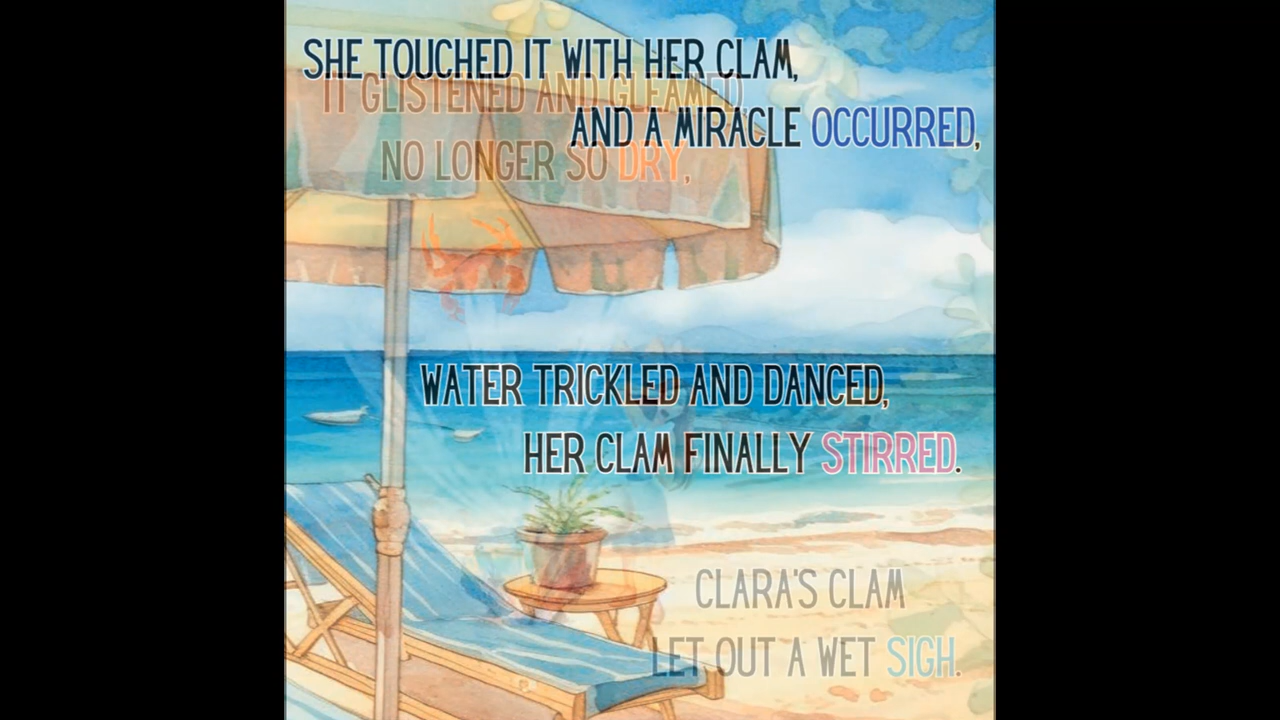 SHE TOUCHED IT WITH HER CLAM,
IT GLISTENED AND GLEAMED,
AND A MIRACLE OCCURRED,
NO LONGER SO DRY,
WATER TRICKLED AND DANCED,
HER CLAM FINALLY STIRRED.
CLARA'S CLAM
LET OUT A WET SIGH.